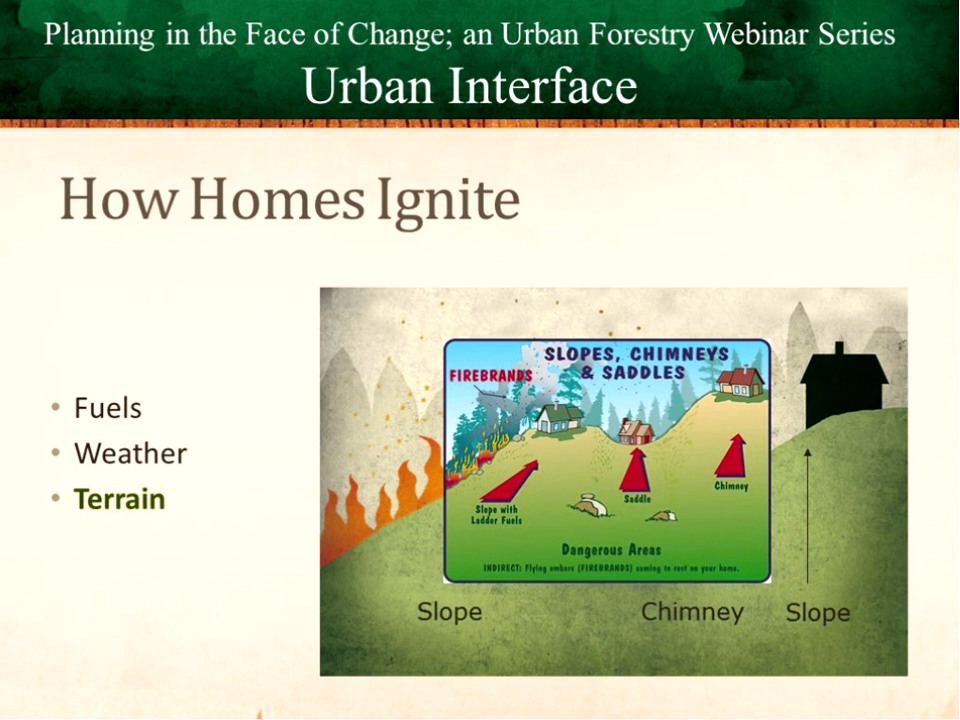 Planning in the Face of Change; an Urban Forestry Webinar Series
Urban Interface
How Homes Ignite
• Fuels
• Weather
• Terrain
SLOPES, CHIMNEYS
& SADDLES
FIREBRANDS
Slope with
Ladder Fuels
Saddle
Chimney
Dangerous Areas
INDIRECT: Flying embers (FIREBRANDS) coming to rest on your home.
Slope
Chimney
Slope